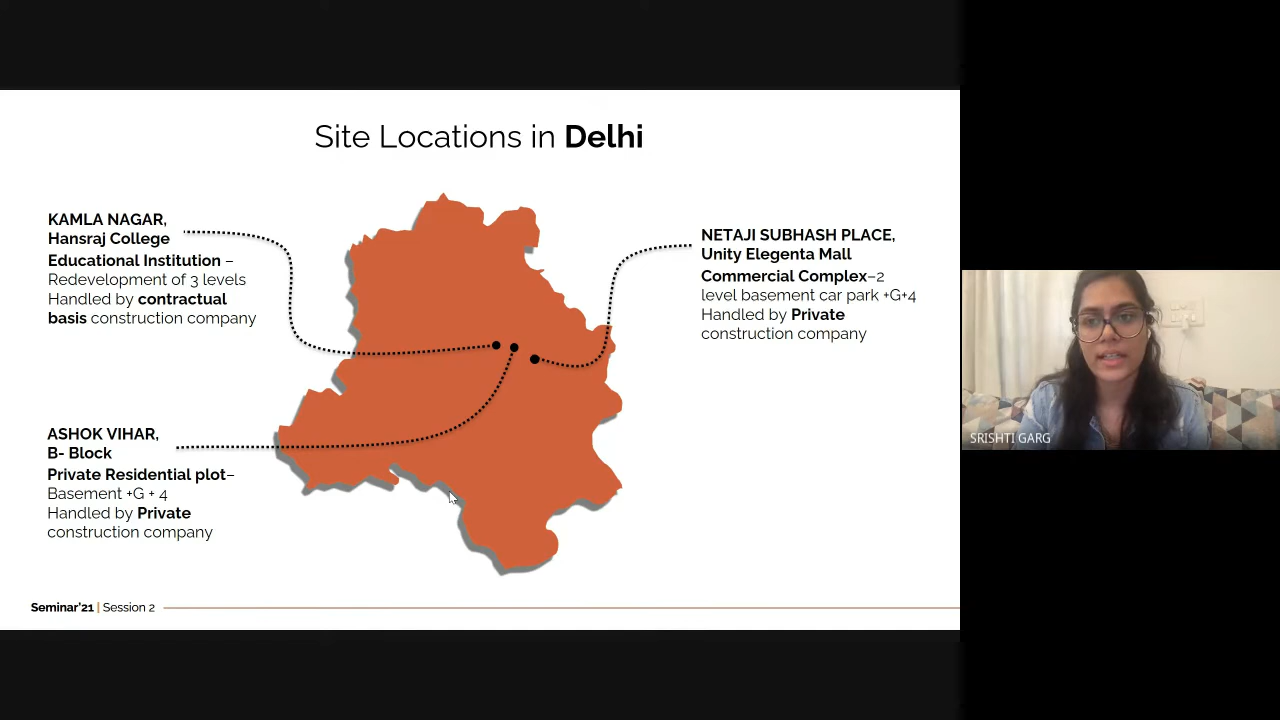 Site Locations in Delhi
KAMLA NAGAR,
Hansraj College
Educational Institution –
Redevelopment of 3 levels
Handled by contractual
basis construction company
NETAJI SUBHASH PLACE,
Unity Elegenta Mall
Commercial Complex–2
level basement car park +G+4
Handled by Private
construction company
ASHOK VIHAR,
B- Block
Private Residential plot–
Basement +G + 4
Handled by Private
construction company
Seminar'21 | Session 2
SRISHTI GARG